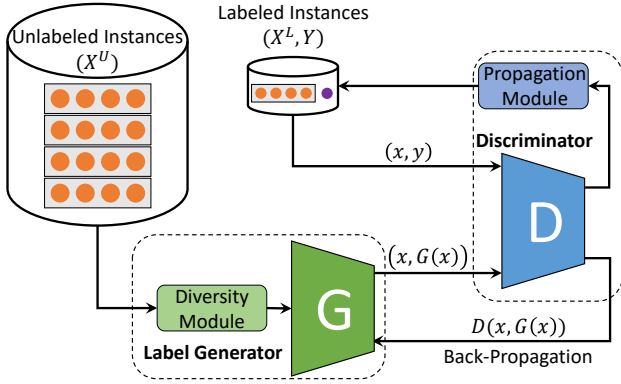 Unlabeled Instances
(X^U)
Labeled Instances
(X^L, Y)
Propagation
Module
Discriminator
(x, y)
D
(x, G(x))
Diversity
Module
G
Label Generator
D(x, G(x))
Back-Propagation